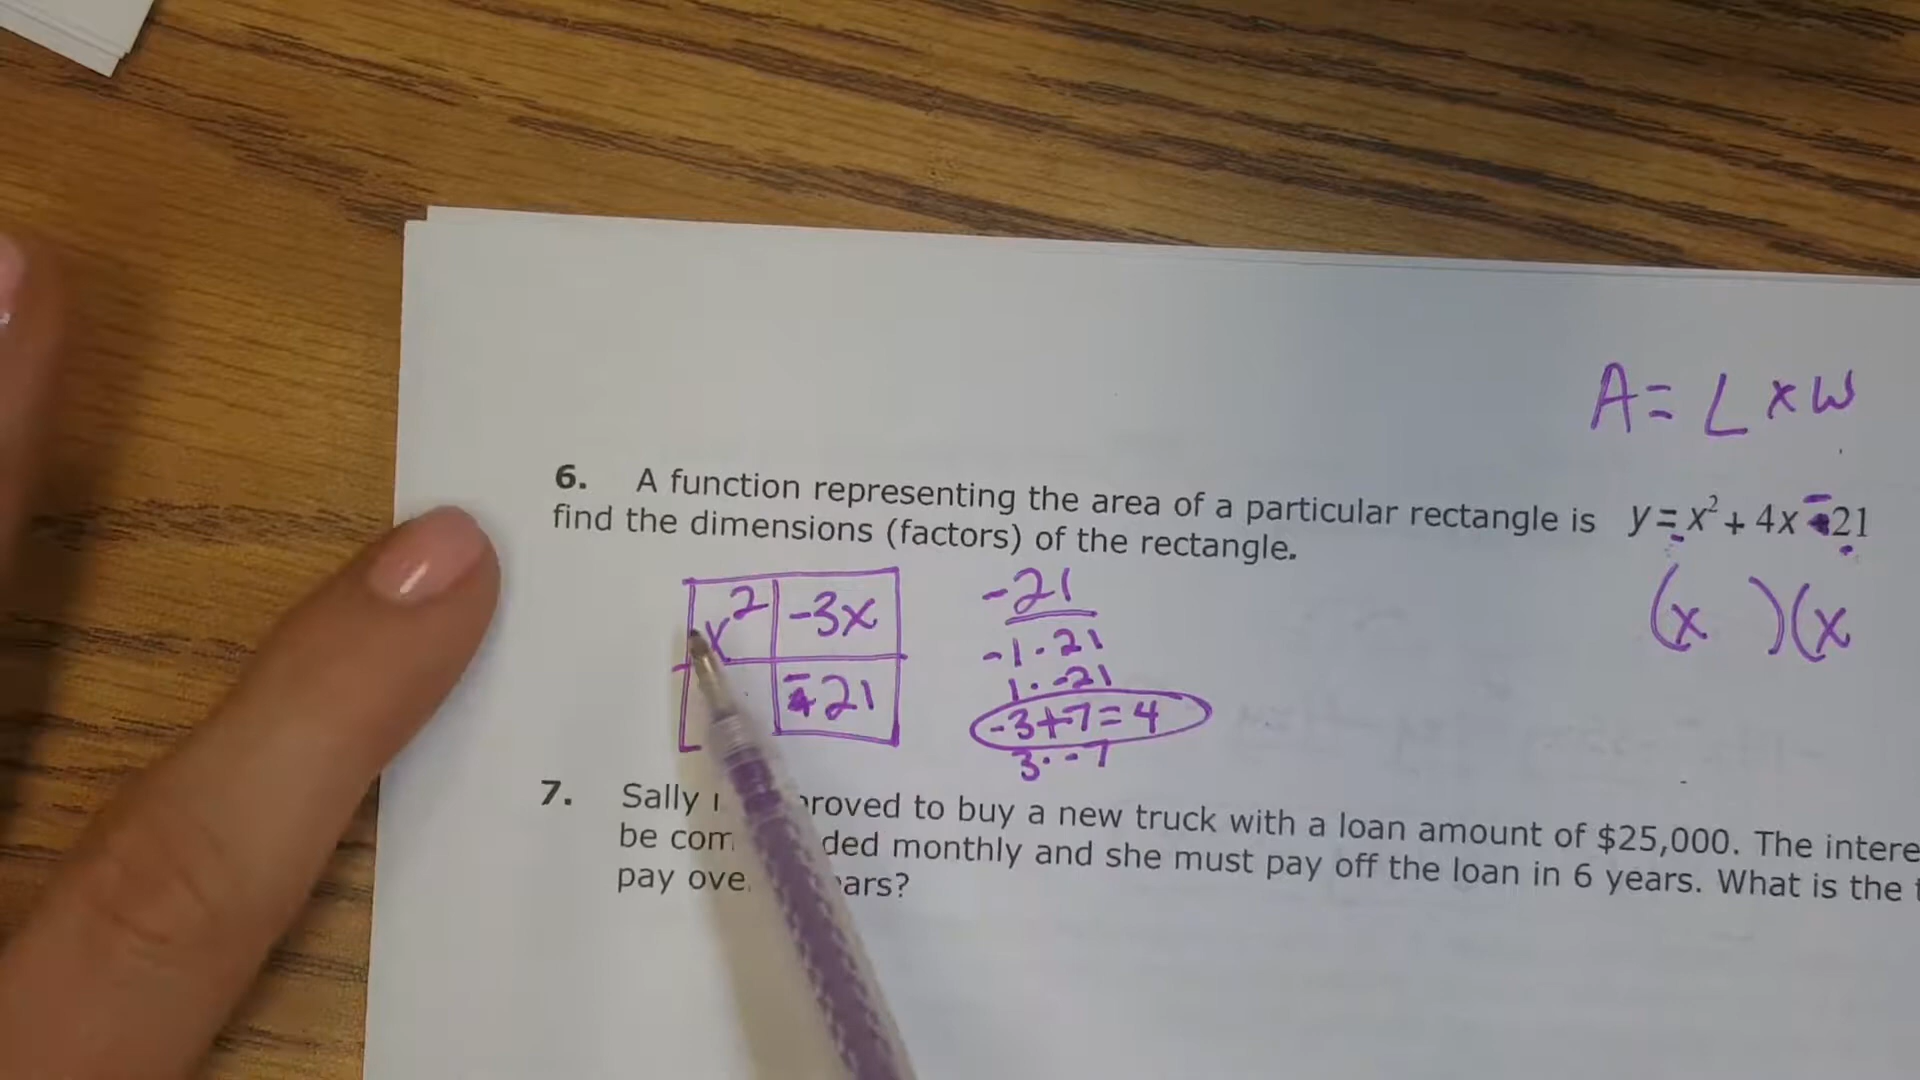 A = L x W
6. A function representing the area of a particular rectangle is y = x² + 4x - 21
find the dimensions (factors) of the rectangle.
(x )(x
x² -3x
-21
-21
-1 · 21
1 · -21
-3+7=4
3 · -7
7. Sally proved to buy a new truck with a loan amount of $25,000. The intere
be com ded monthly and she must pay off the loan in 6 years. What is the t
pay ove ars?